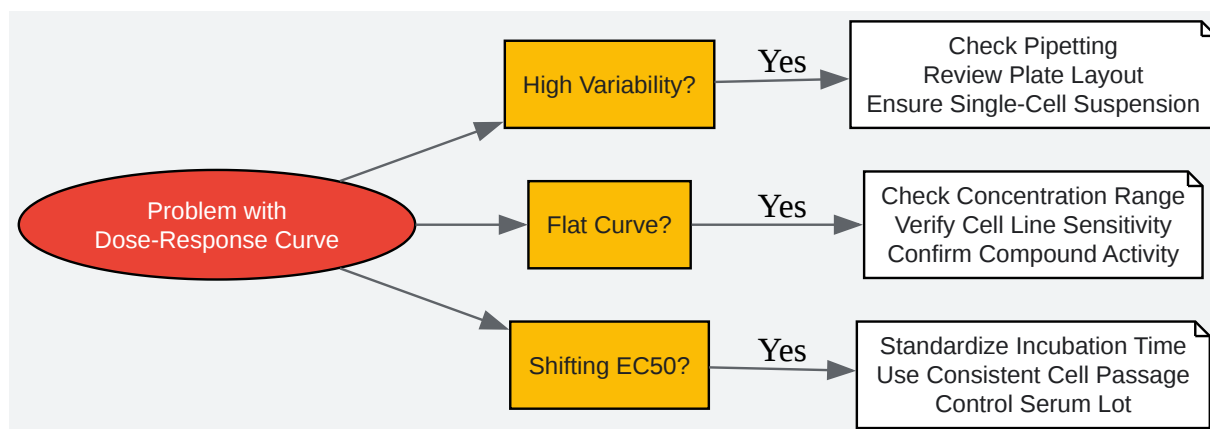 Problem with
Dose-Response Curve
High Variability?
Yes
Check Pipetting
Review Plate Layout
Ensure Single-Cell Suspension
Flat Curve?
Yes
Check Concentration Range
Verify Cell Line Sensitivity
Confirm Compound Activity
Shifting EC50?
Yes
Standardize Incubation Time
Use Consistent Cell Passage
Control Serum Lot